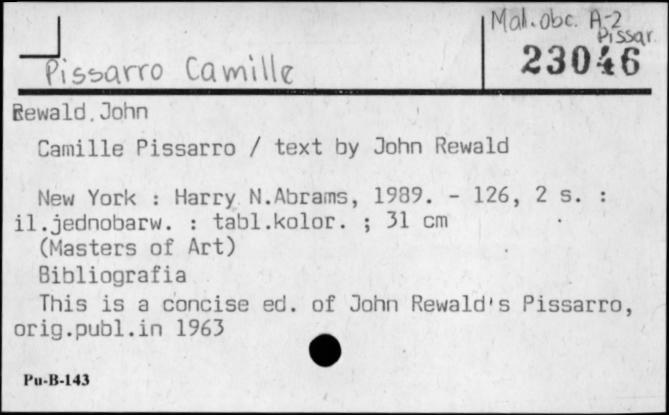 Mal. obc. A-2
Pissar.
23046
Pissarro Camille
Rewald,John
Camille Pissarro / text by John Rewald
New York : Harry N.Abrams, 1989. - 126, 2 s. :
il.jednobarw. : tabl.kolor. ; 31 cm
(Masters of Art)
Bibliografia
This is a concise ed. of John Rewald's Pissarro,
orig.publ.in 1963
Pu-B-143